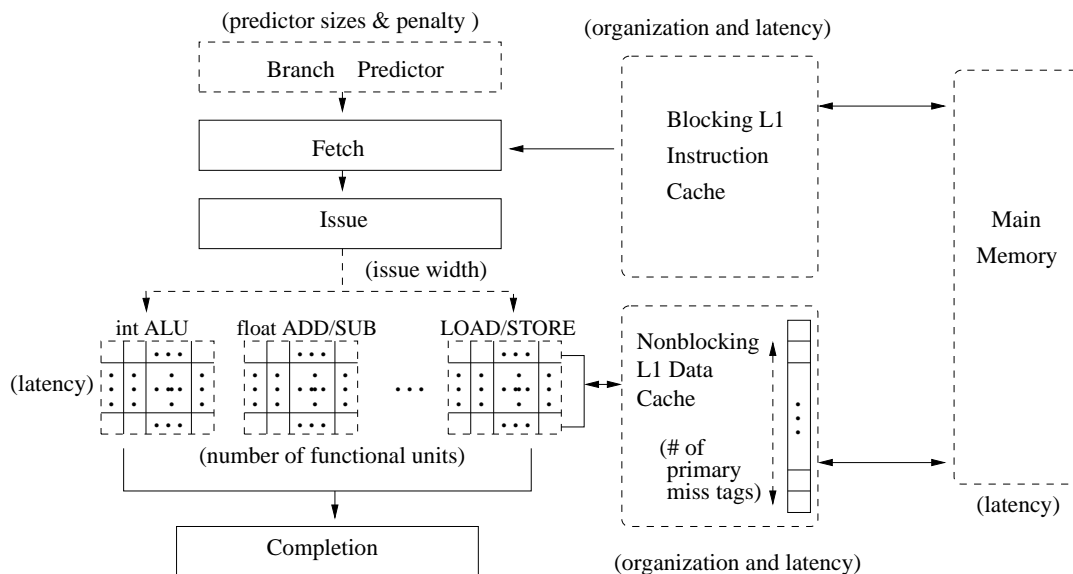 (predictor sizes & penalty )
Branch Predictor
Fetch
Issue
(issue width)
(organization and latency)
Blocking L1
Instruction
Cache
Main
Memory
(latency)
int ALU
float ADD/SUB
LOAD/STORE
(latency)
(number of functional units)
Completion
Nonblocking
L1 Data
Cache
(# of
primary
miss tags)
(organization and latency)